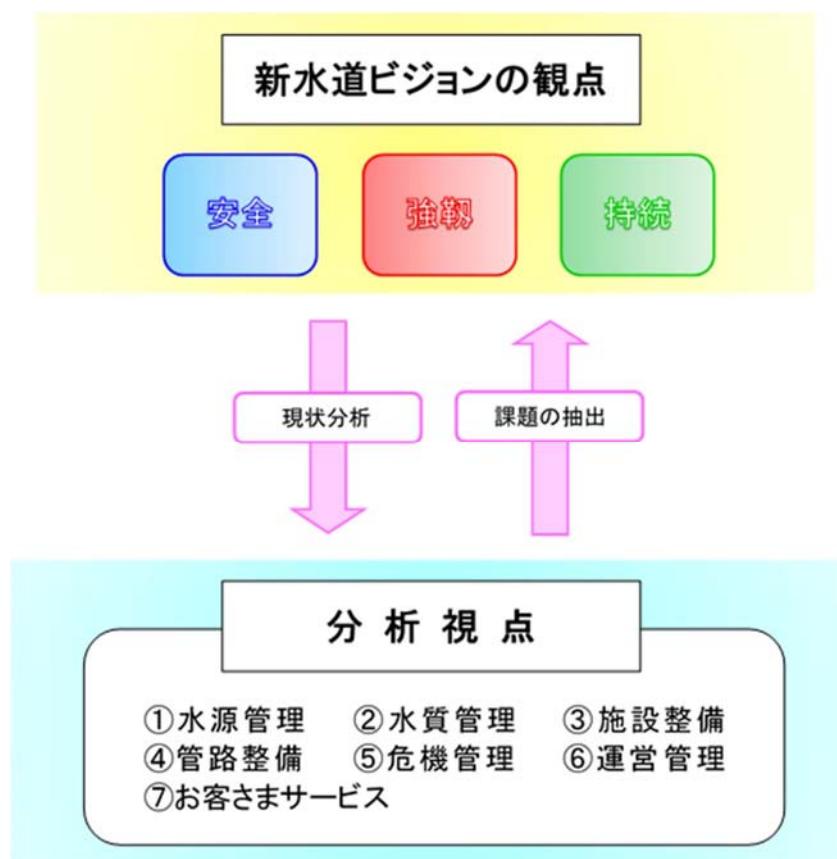 新水道ビジョンの観点
安全 強靱 持続
現状分析 課題の抽出
分析視点
①水源管理 ②水質管理 ③施設整備
④管路整備 ⑤危機管理 ⑥運営管理
⑦お客さまサービス